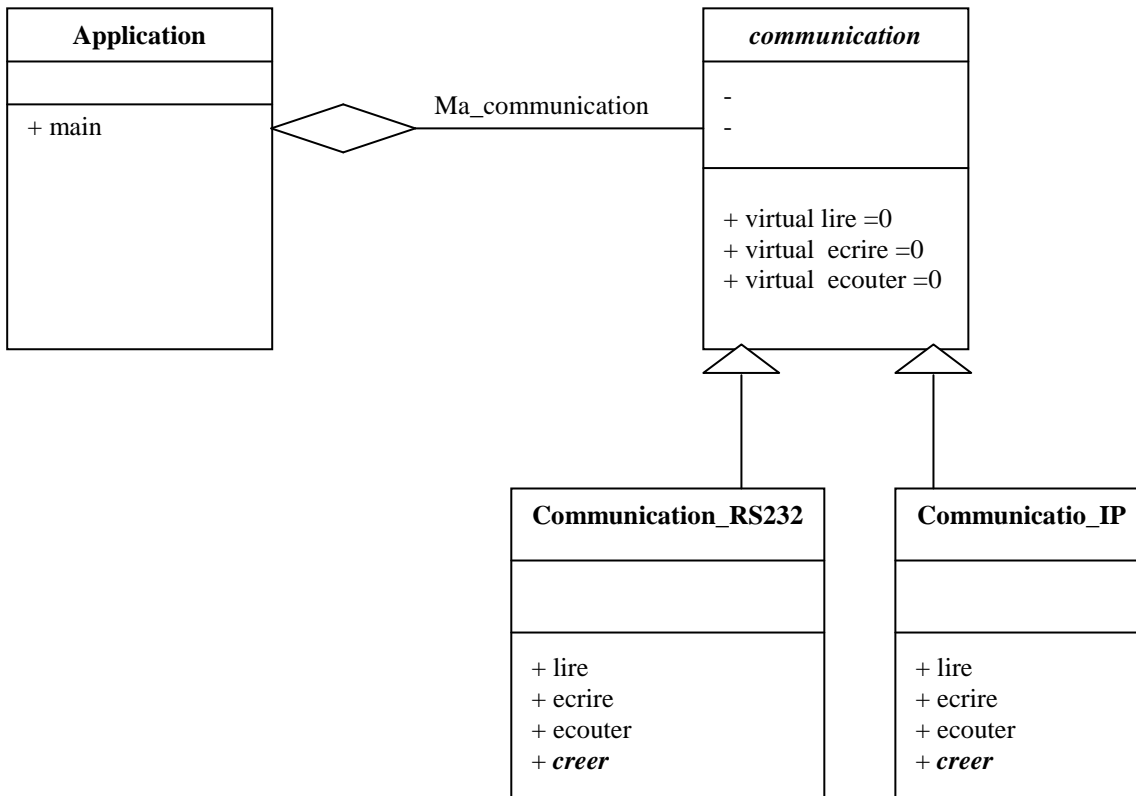 Application
+ main
Ma_communication
communication
-
-
+ virtual lire =0
+ virtual ecrire =0
+ virtual ecouter =0
Communication_RS232
+ lire
+ ecrire
+ ecouter
+ creer
Communicatio_IP
+ lire
+ ecrire
+ ecouter
+ creer